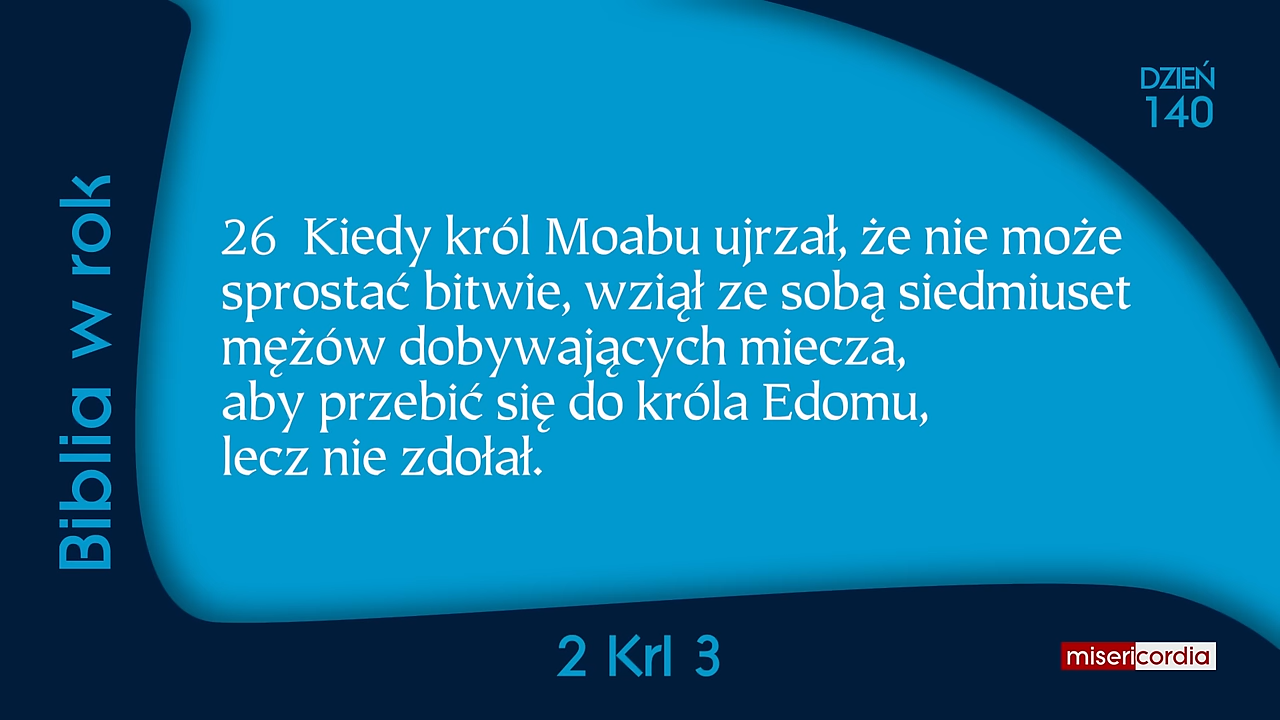 DZIEŃ
140
Biblia w rok
26 Kiedy król Moabu ujrzał, że nie może
sprostać bitwie, wziął ze sobą siedmiuset
mężów dobywających miecza,
aby przebić się do króla Edomu,
lecz nie zdołał.
2 Krl 3
misericordia